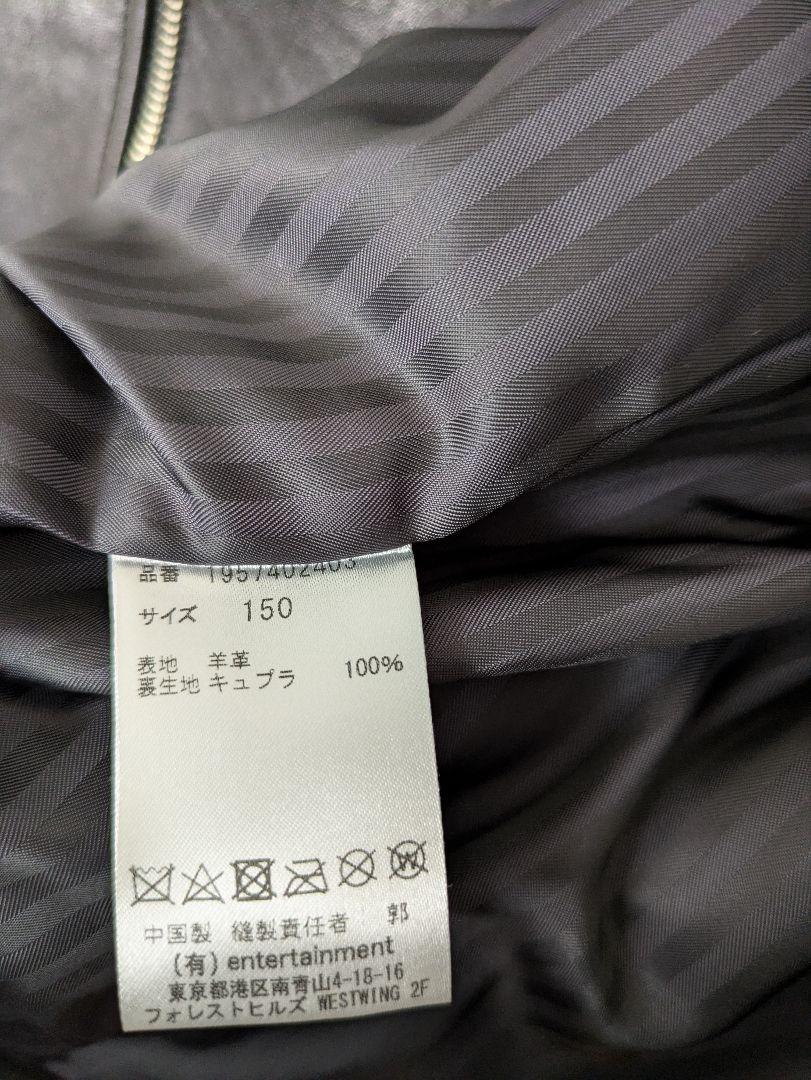 品番 1957402403
サイズ 150
表地 羊革
裏生地 キュプラ 100%
中国製 縫製責任者 郭
(有) entertainment
東京都港区南青山4-18-16
フォレストヒルズ WESTWING 2F